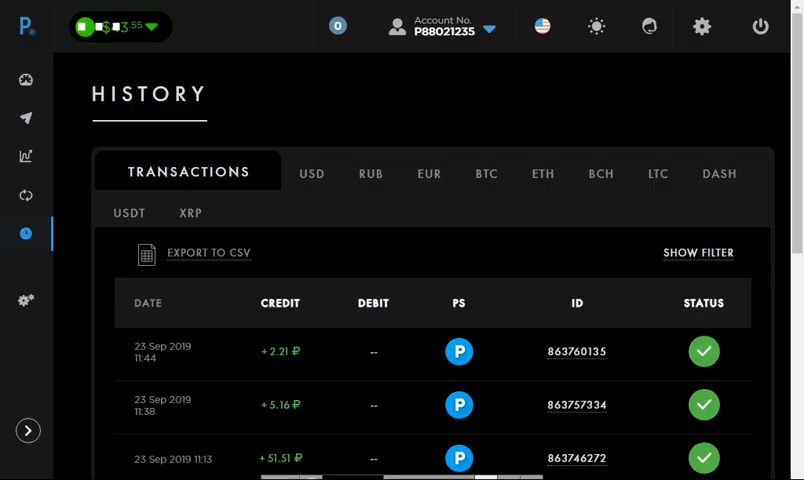 P.
.55
0
Account No.
P88021235
HISTORY
TRANSACTIONS USD RUB EUR BTC ETH BCH LTC DASH
USDT XRP
EXPORT TO CSV SHOW FILTER
DATE CREDIT DEBIT PS ID STATUS
23 Sep 2019
11:44
+ 2.21 ₽ -- P 863760135
23 Sep 2019
11:38
+ 5.16 ₽ -- P 863757334
23 Sep 2019 11:13 + 51.51 ₽ -- P 863746272